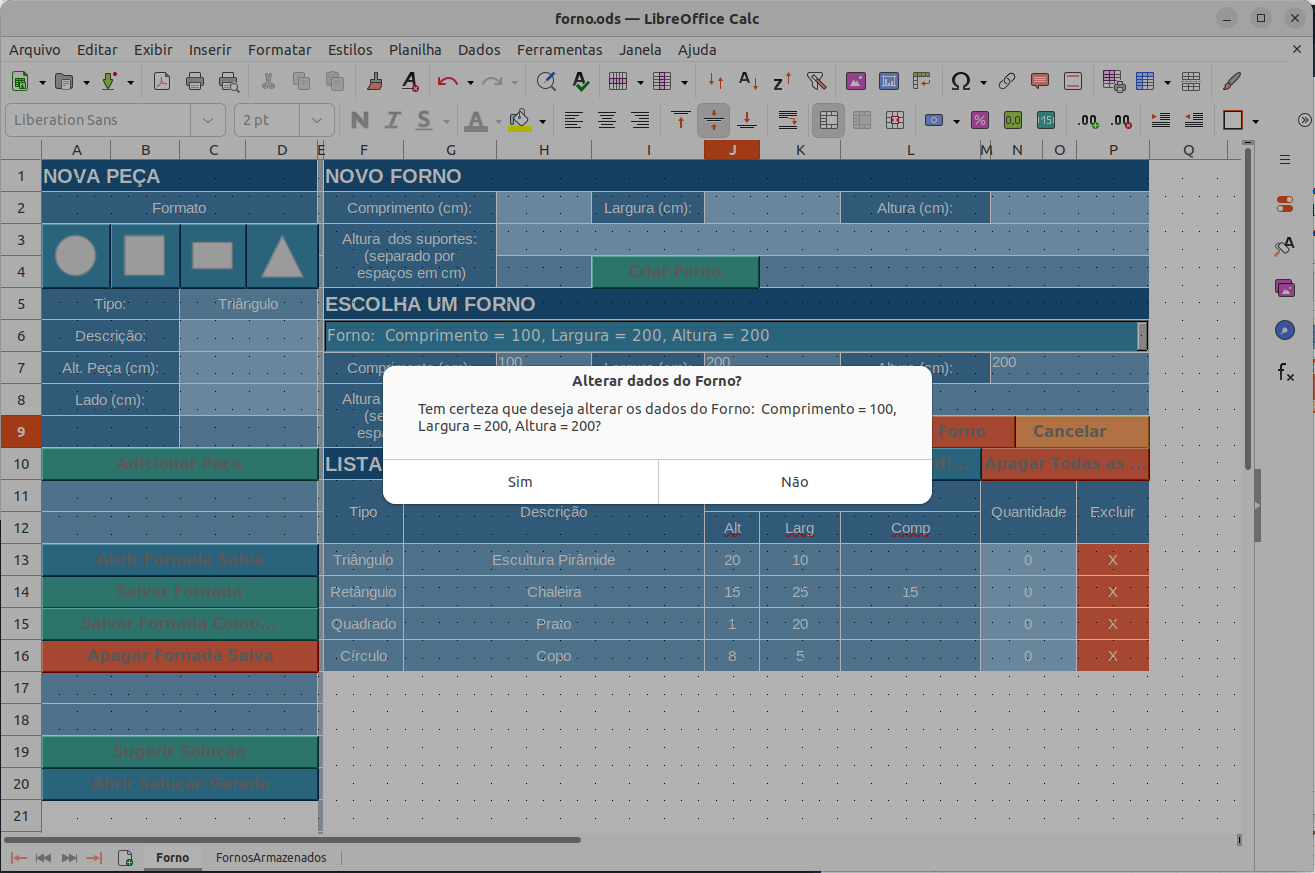 forno.ods — LibreOffice Calc
Arquivo Editar Exibir Inserir Formatar Estilos Planilha Dados Ferramentas Janela Ajuda
Liberation Sans 2 pt N I S A
A B C D E F G H I J K L M N O P Q
1 NOVA PEÇA NOVO FORNO
2 Formato Comprimento (cm): Largura (cm): Altura (cm):
3 Altura dos suportes:
(separado por
4 espaços em cm) Criar Forno
5 Tipo: Triângulo ESCOLHA UM FORNO
6 Descrição: Forno: Comprimento = 100, Largura = 200, Altura = 200
7 Alt. Peça (cm): 100 200 200
8 Lado (cm): Altura
9 Forno Cancelar
Alterar dados do Forno?
Tem certeza que deseja alterar os dados do Forno: Comprimento = 100,
Largura = 200, Altura = 200?
Sim Não
10 Adicionar Peça LISTA Apagar Todas as ...
11 Tipo Descrição Quantidade Excluir
12 Alt Larg Comp
13 Abrir Fornada Salva Triângulo Escultura Pirâmide 20 10 0 X
14 Salvar Fornada Retângulo Chaleira 15 25 15 0 X
15 Salvar Fornada Como... Quadrado Prato 1 20 0 X
16 Apagar Fornada Salva Círculo Copo 8 5 0 X
17
18
19 Sugerir Solução
20 Abrir Solução Gerada
21
Forno FornosArmazenados